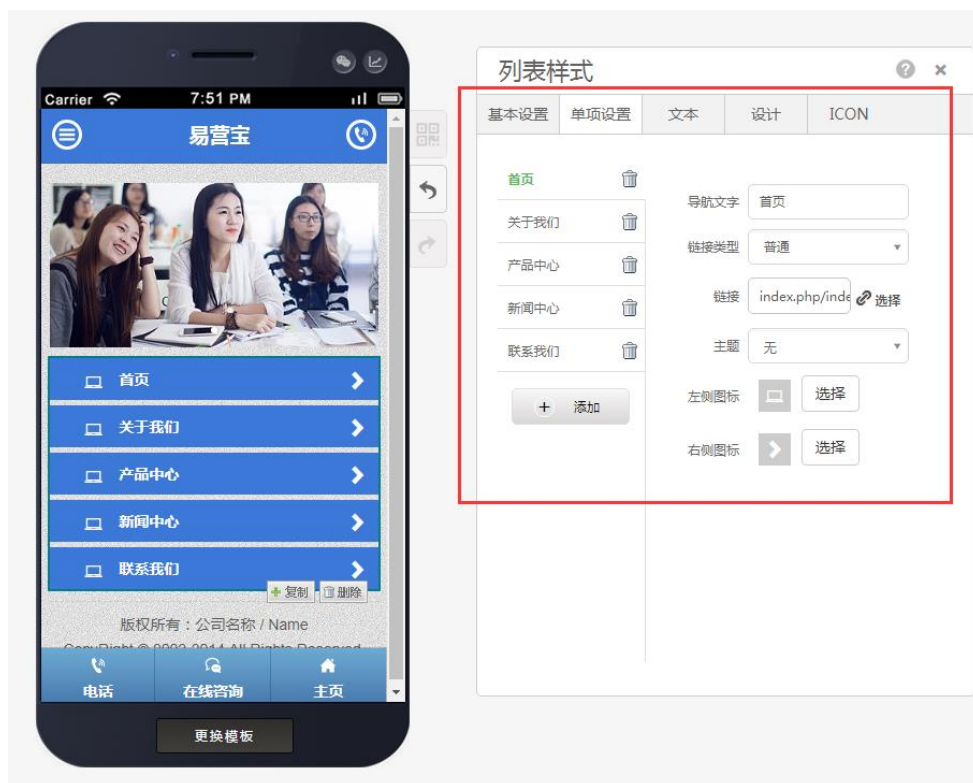 Carrier 7:51 PM
易营宝
首页
关于我们
产品中心
新闻中心
联系我们
复制 删除
版权所有：公司名称 / Name
CopyRight © 2003-2014 All Rights Reserved
电话 在线咨询 主页
更换模板
列表样式
基本设置 单项设置 文本 设计 ICON
首页
关于我们
产品中心
新闻中心
联系我们
添加
导航文字 首页
链接类型 普通
链接 index.php/inde 选择
主题 无
左侧图标 选择
右侧图标 选择